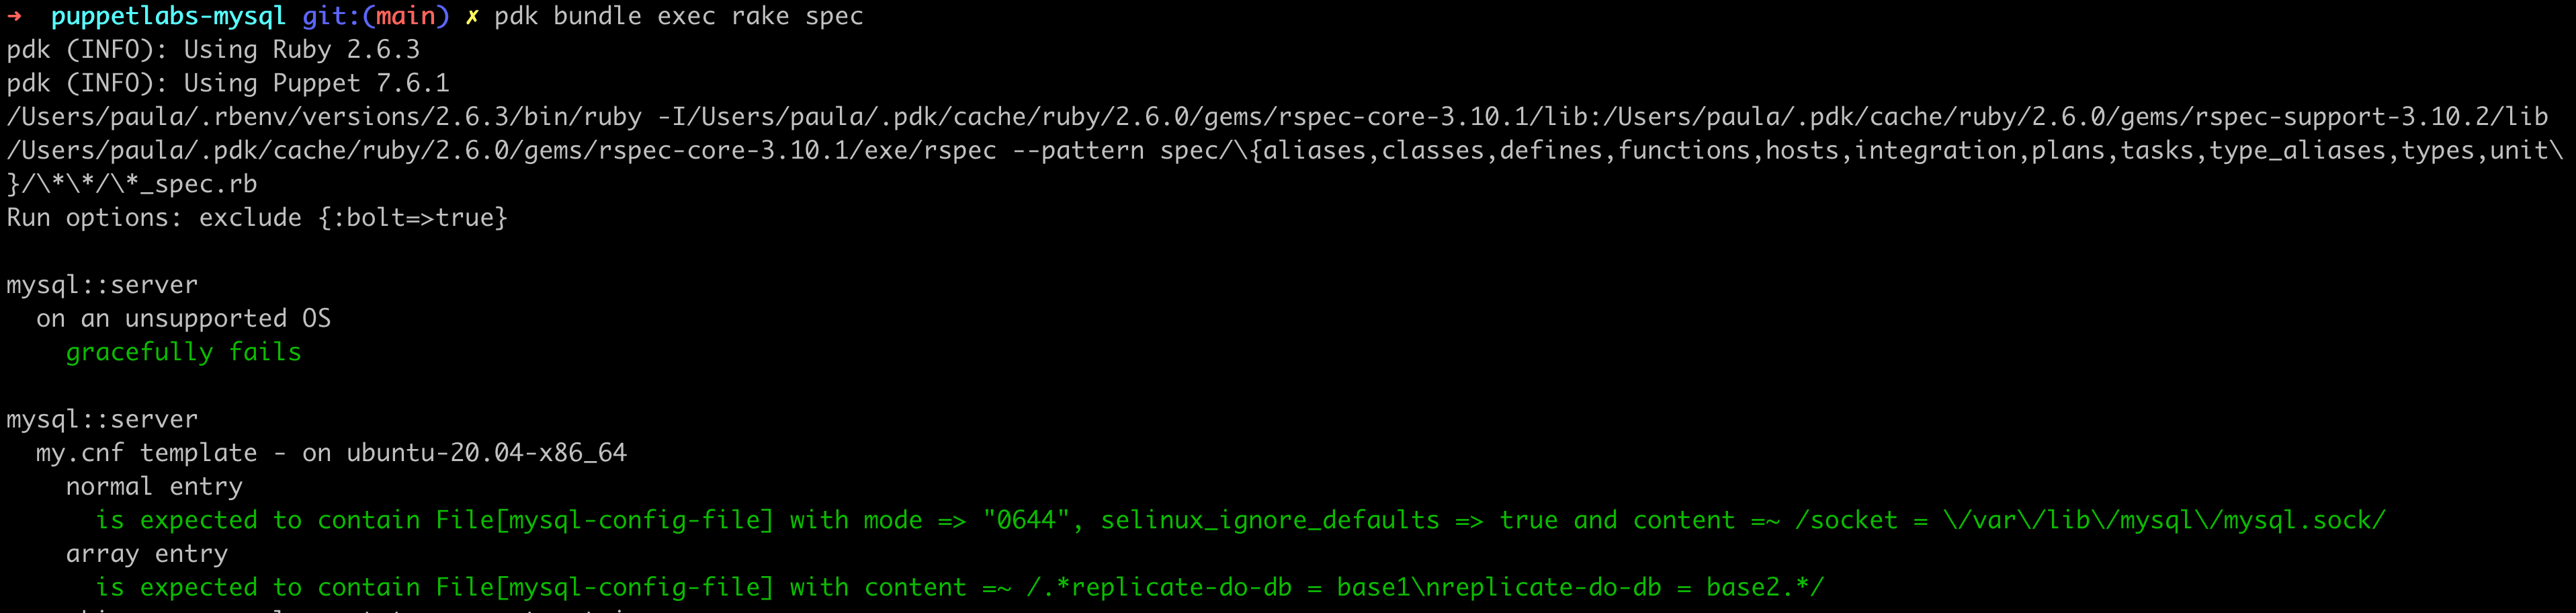 → puppetlabs-mysql git:(main) ✗ pdk bundle exec rake spec
pdk (INFO): Using Ruby 2.6.3
pdk (INFO): Using Puppet 7.6.1
/Users/paula/.rbenv/versions/2.6.3/bin/ruby -I/Users/paula/.pdk/cache/ruby/2.6.0/gems/rspec-core-3.10.1/lib:/Users/paula/.pdk/cache/ruby/2.6.0/gems/rspec-support-3.10.2/lib
/Users/paula/.pdk/cache/ruby/2.6.0/gems/rspec-core-3.10.1/exe/rspec --pattern spec/\{aliases,classes,defines,functions,hosts,integration,plans,tasks,type_aliases,types,unit\
}/\*\*/\*_spec.rb
Run options: exclude {:bolt=>true}
mysql::server
on an unsupported OS
gracefully fails
mysql::server
my.cnf template - on ubuntu-20.04-x86_64
normal entry
is expected to contain File[mysql-config-file] with mode => "0644", selinux_ignore_defaults => true and content =~ /socket = \/var\/lib\/mysql\/mysql.sock/
array entry
is expected to contain File[mysql-config-file] with content =~ /.*replicate-do-db = base1\nreplicate-do-db = base2.*/